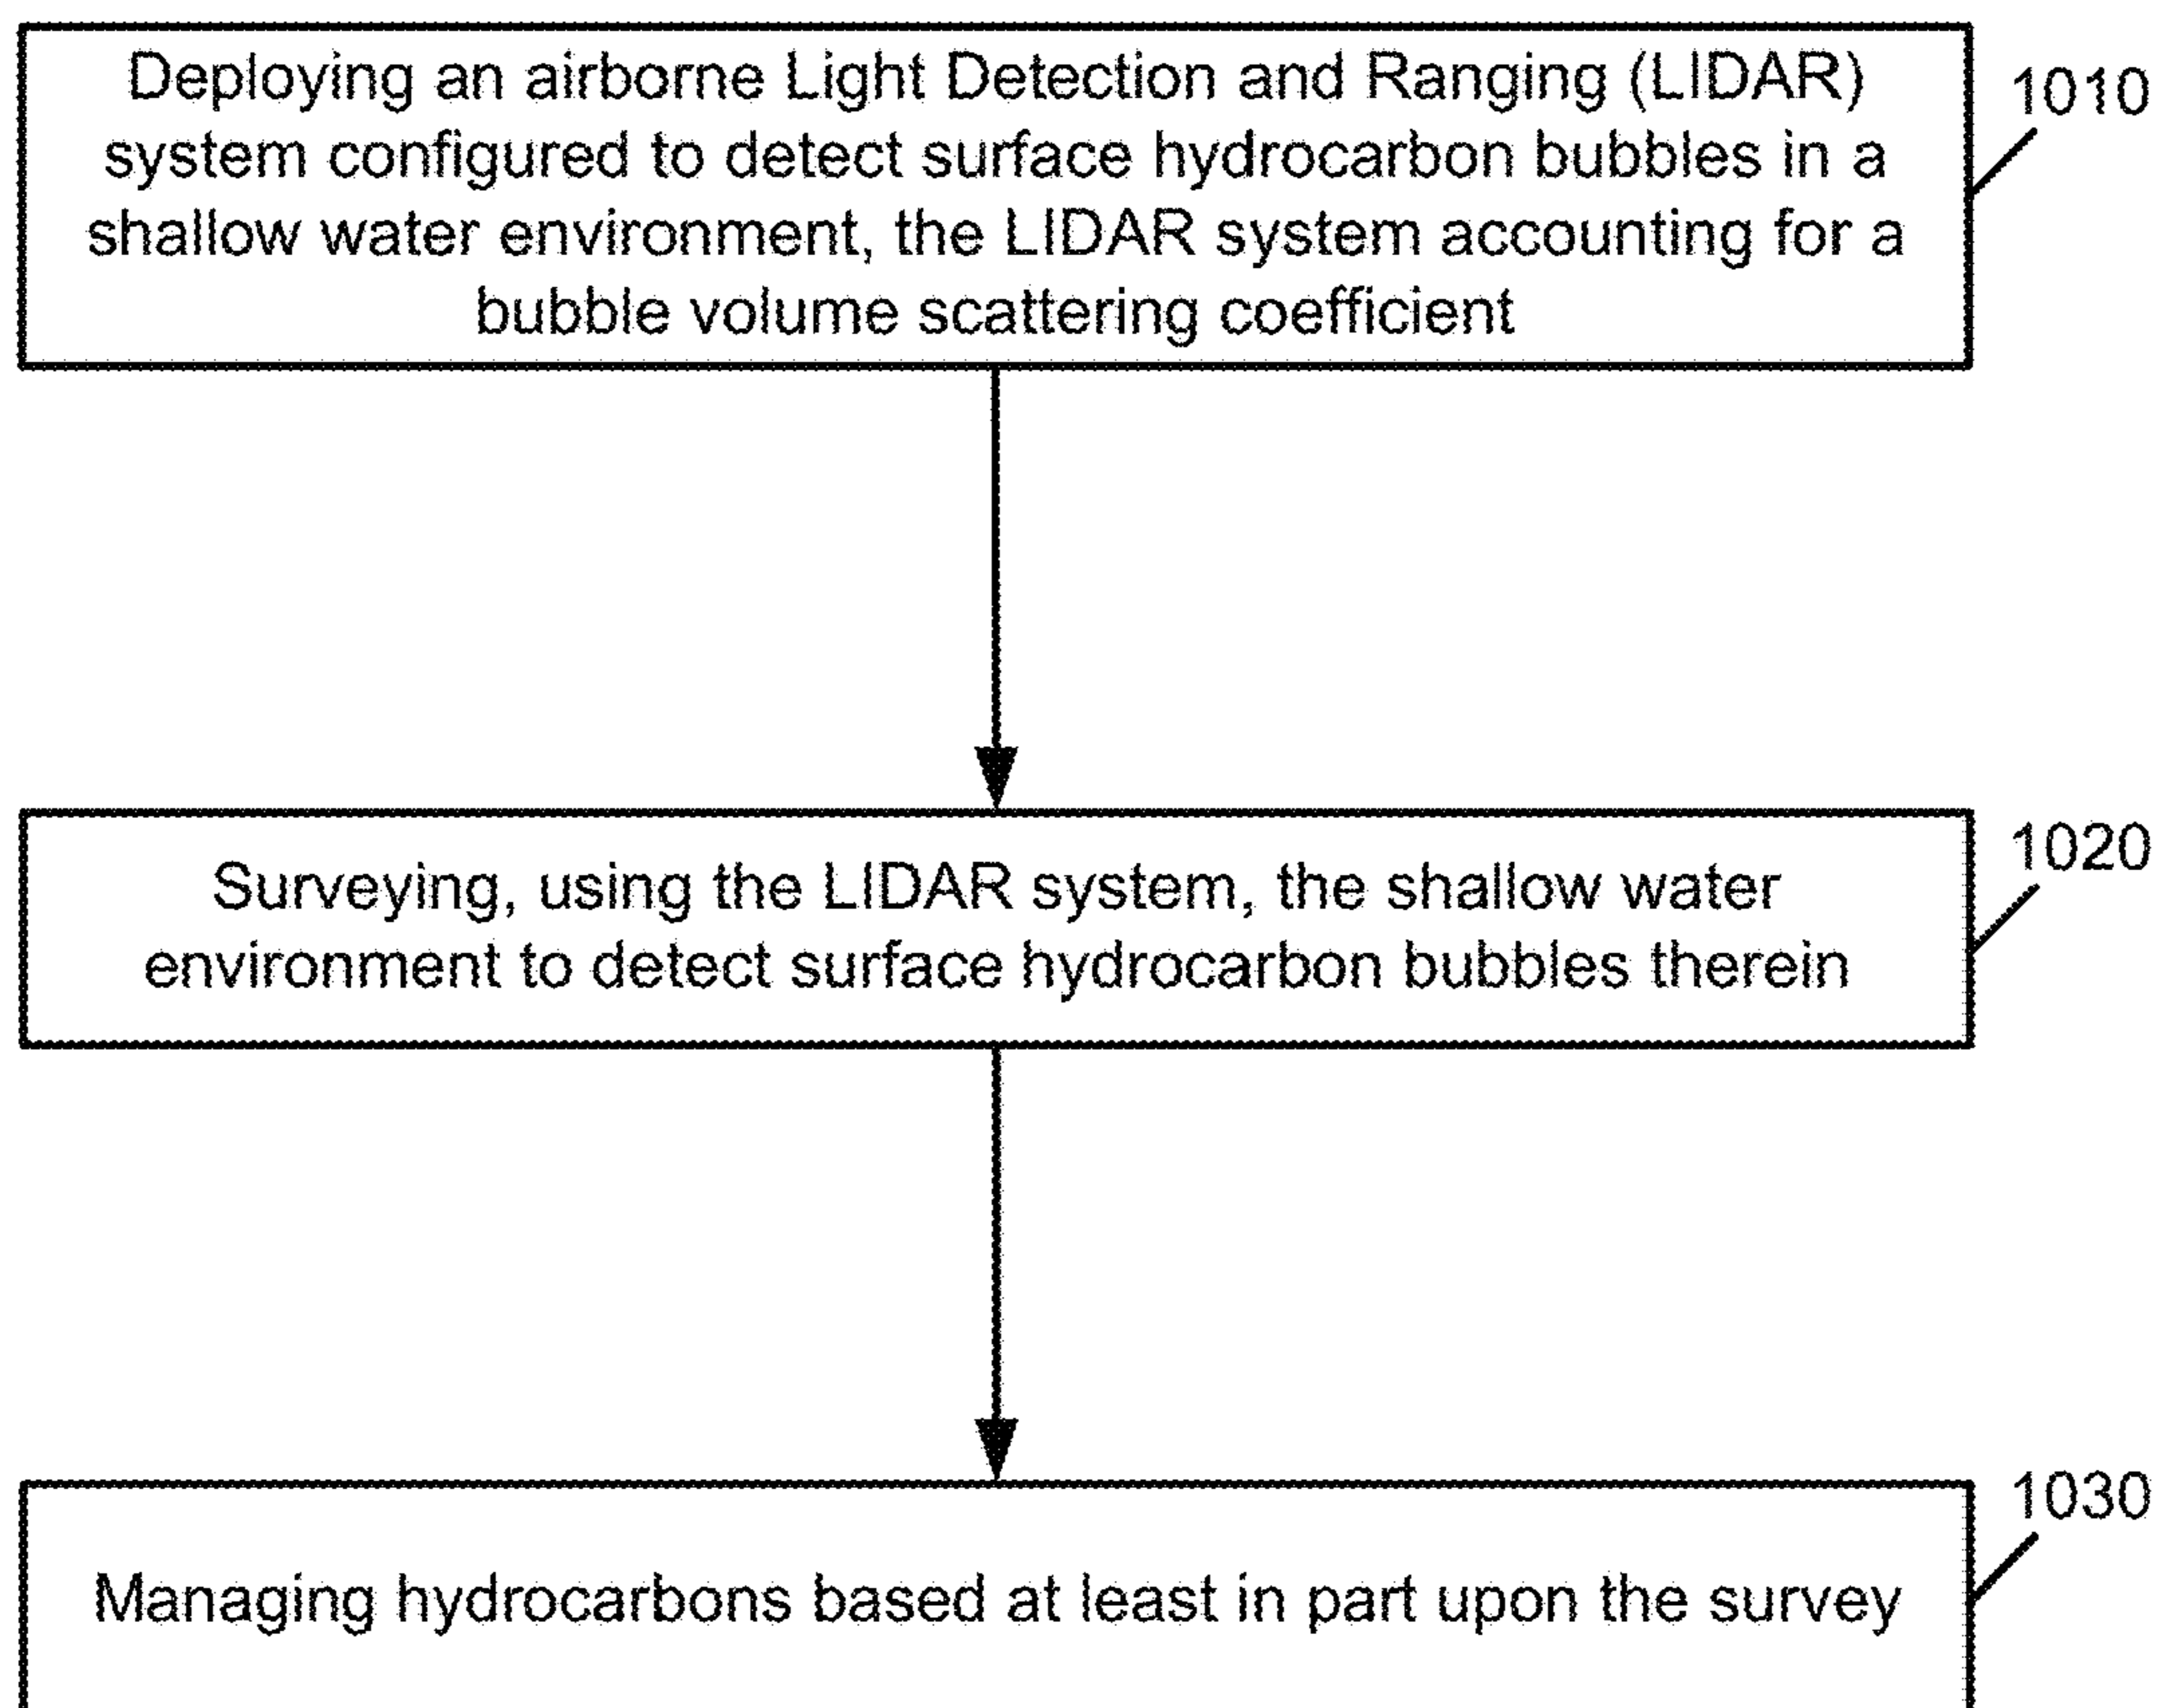 Deploying an airborne Light Detection and Ranging (LIDAR)
system configured to detect surface hydrocarbon bubbles in a
shallow water environment, the LIDAR system accounting for a
bubble volume scattering coefficient
1010
Surveying, using the LIDAR system, the shallow water
environment to detect surface hydrocarbon bubbles therein
1020
Managing hydrocarbons based at least in part upon the survey
1030